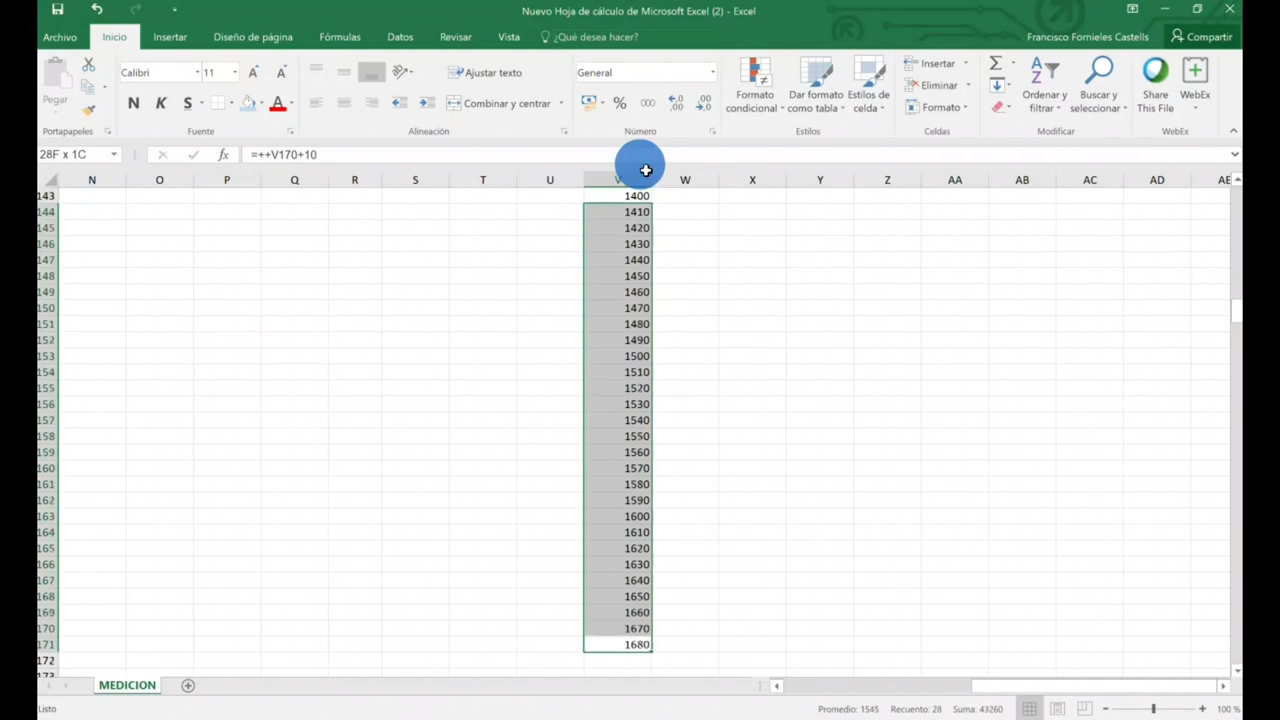 Nuevo Hoja de cálculo de Microsoft Excel (2) - Excel
Archivo Inicio Insertar Diseño de página Fórmulas Datos Revisar Vista ¿Qué desea hacer? Francisco Fornieles Castells Compartir
Pegar
Calibri 11
N K S
Ajustar texto
Combinar y centrar
General
% 000
Formato condicional
Dar formato como tabla
Estilos de celda
Insertar
Eliminar
Formato
Ordenar y filtrar
Buscar y seleccionar
Share This File
WebEx
Portapapeles Fuente Alineación Número Estilos Celdas Modificar WebEx
28F x 1C fx =++V170+10
N O P Q R S T U V W X Y Z AA AB AC AD AE
143 1400
144 1410
145 1420
146 1430
147 1440
148 1450
149 1460
150 1470
151 1480
152 1490
153 1500
154 1510
155 1520
156 1530
157 1540
158 1550
159 1560
160 1570
161 1580
162 1590
163 1600
164 1610
165 1620
166 1630
167 1640
168 1650
169 1660
170 1670
171 1680
172
173
MEDICION
Listo Promedio: 1545 Recuento: 28 Suma: 43260 100 %